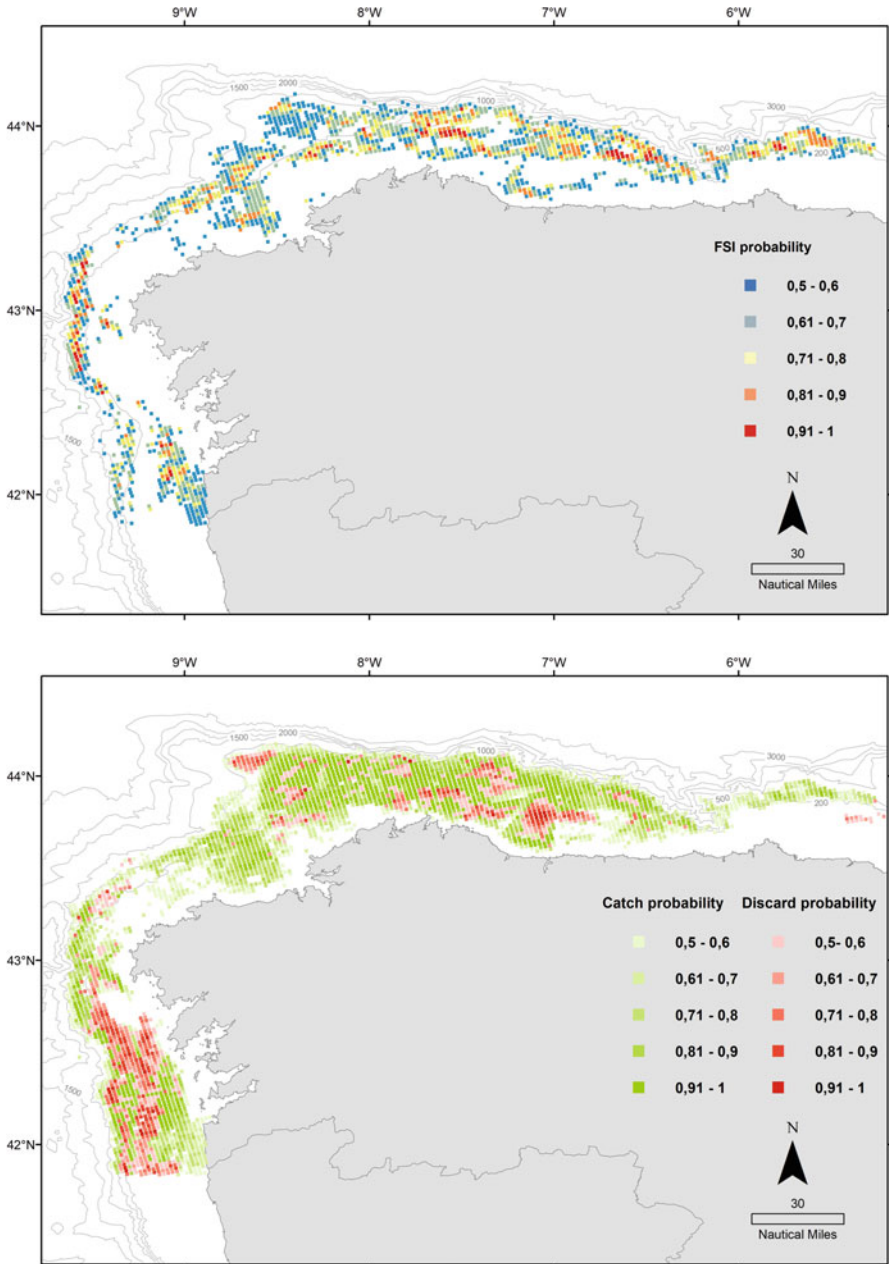 9°W 8°W 7°W 6°W
1500
2000
1000
3000
500
200
44°N
43°N
42°N
1500
FSI probability
0,5 - 0,6
0,61 - 0,7
0,71 - 0,8
0,81 - 0,9
0,91 - 1
N
30
Nautical Miles
9°W 8°W 7°W 6°W
1500
2000
1000
3000
500
200
44°N
43°N
42°N
1500
Catch probability Discard probability
0,5 - 0,6 0,5- 0,6
0,61 - 0,7 0,61 - 0,7
0,71 - 0,8 0,71 - 0,8
0,81 - 0,9 0,81 - 0,9
0,91 - 1 0,91 - 1
N
30
Nautical Miles